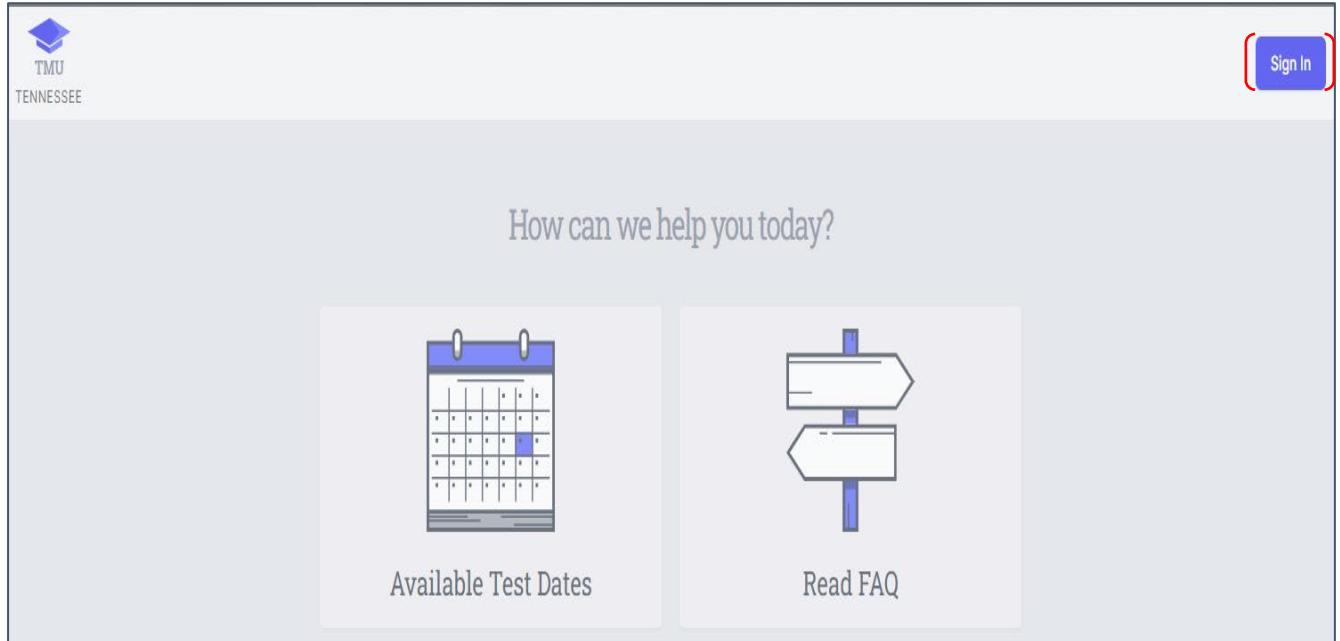 TMU
TENNESSEE
Sign In
How can we help you today?
Available Test Dates
Read FAQ